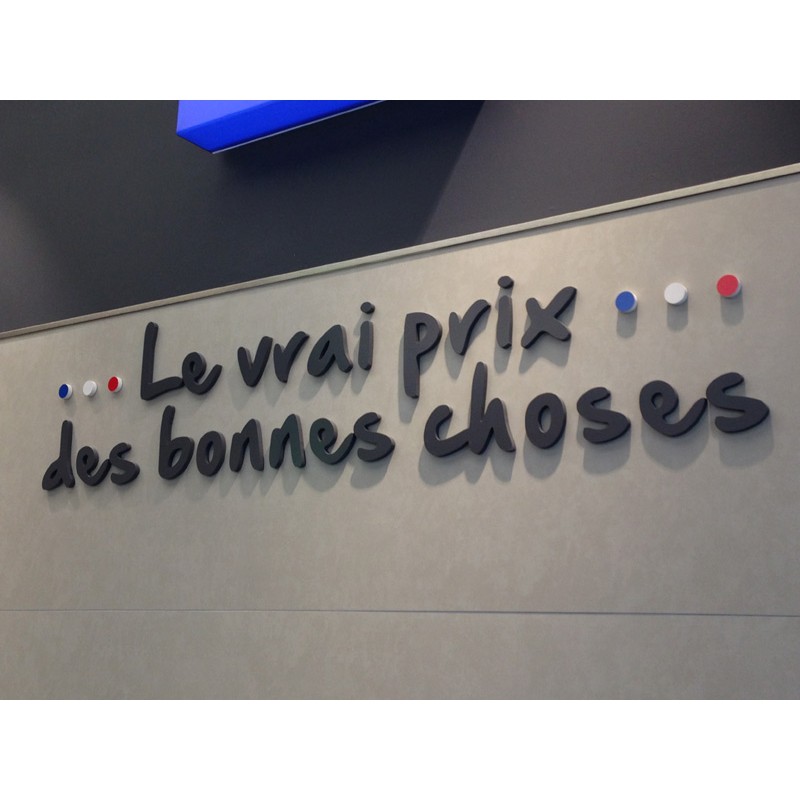 Le vrai prix
des bonnes choses